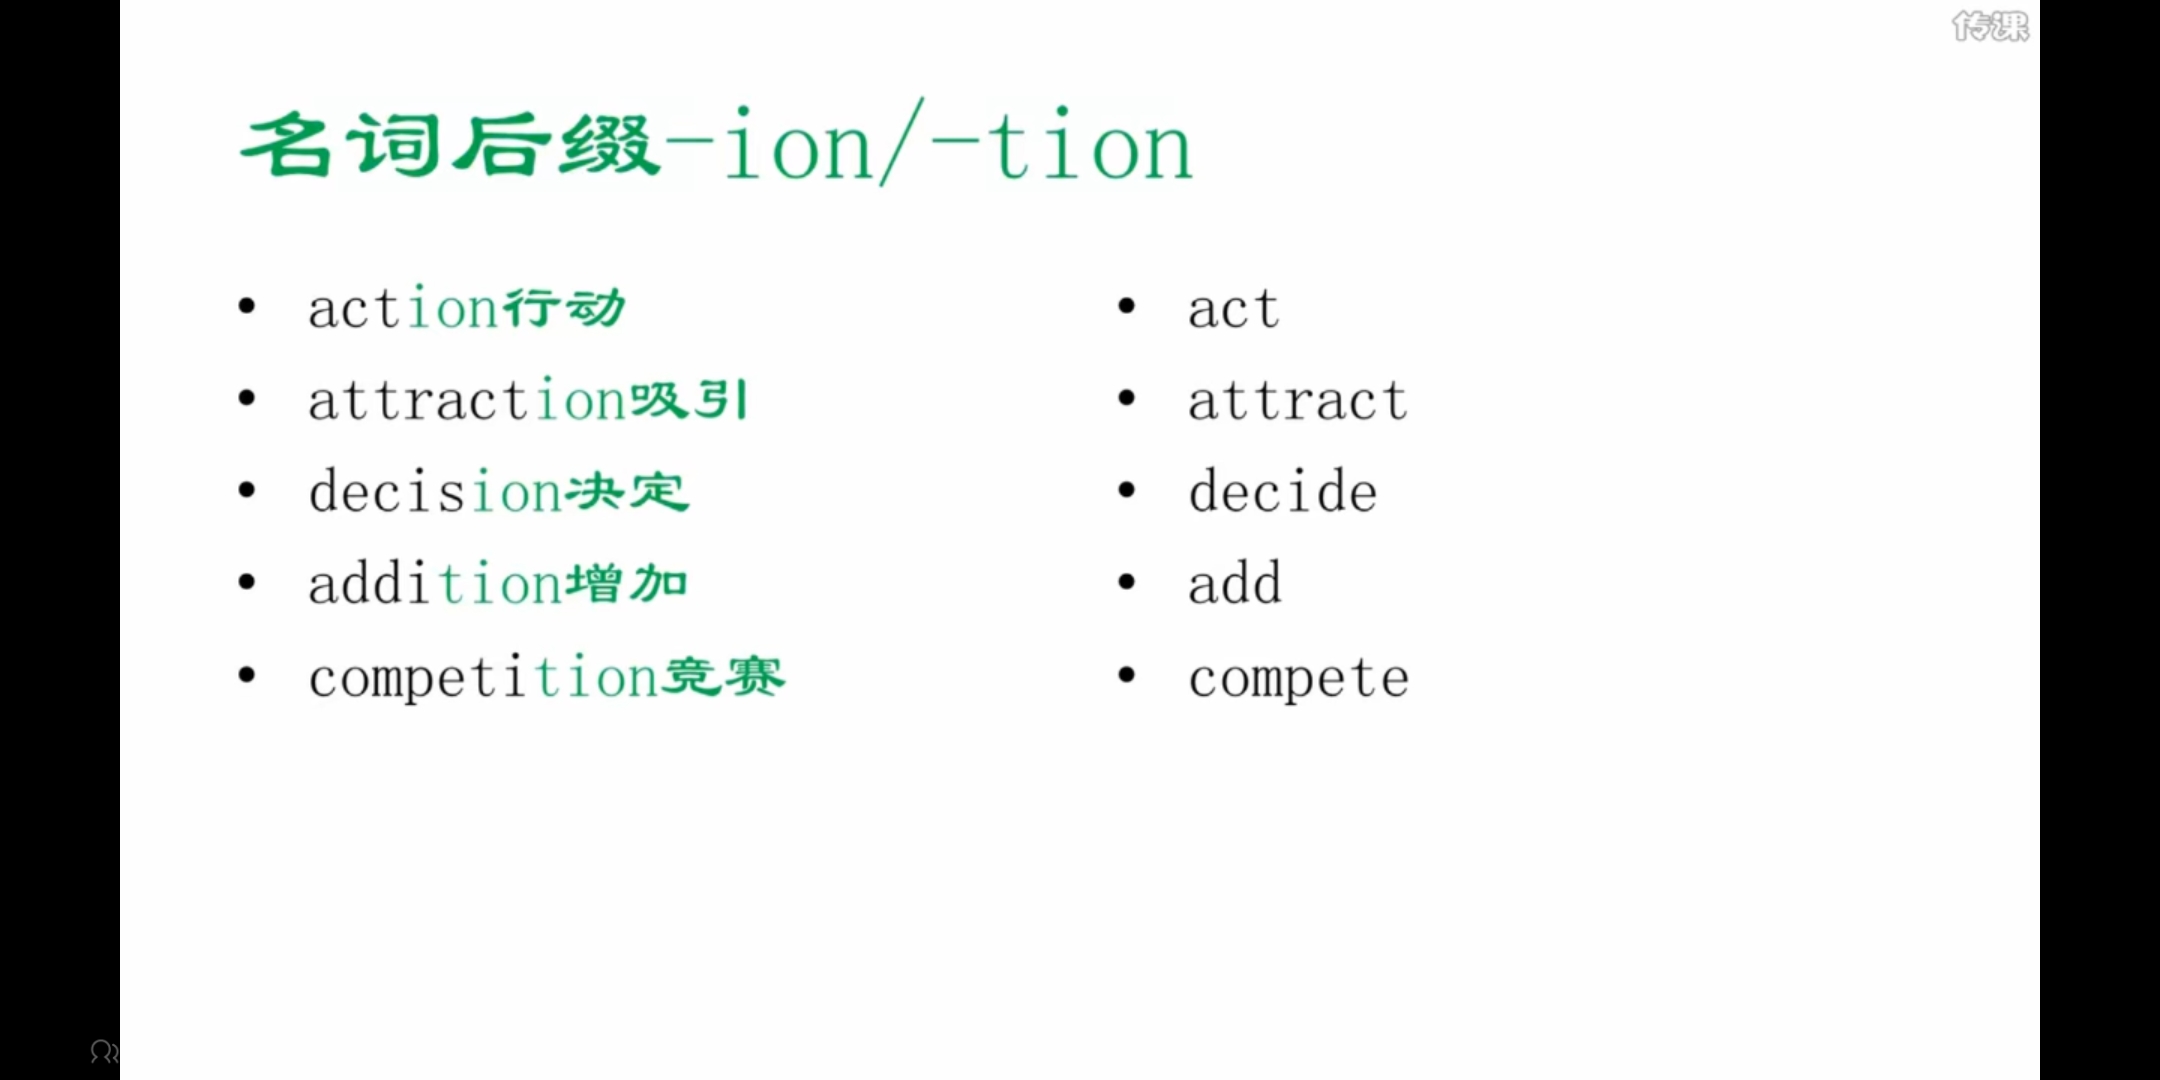 传课
名词后缀-ion/-tion
• action行动
• attraction吸引
• decision决定
• addition增加
• competition竞赛
• act
• attract
• decide
• add
• compete